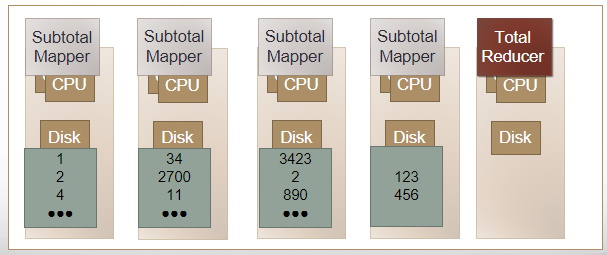 Subtotal
Mapper
CPU
Disk
1
2
4
●●●
Subtotal
Mapper
CPU
Disk
34
2700
11
●●●
Subtotal
Mapper
CPU
Disk
3423
2
890
●●●
Subtotal
Mapper
CPU
Disk
123
456
Total
Reducer
CPU
Disk